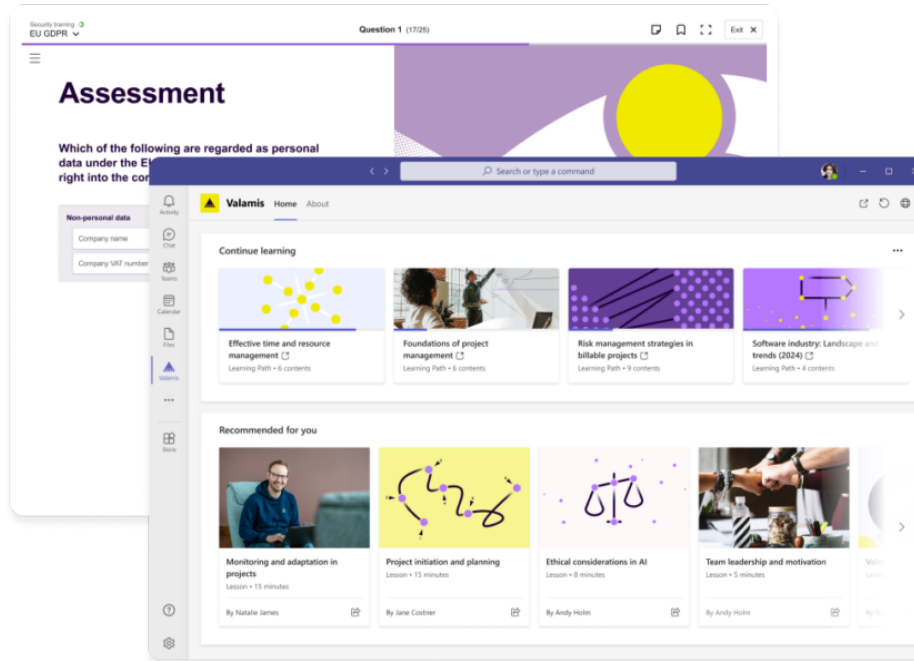 Security training
EU GDPR
Question 1 (17/25)
Exit
Assessment
Which of the following are regarded as personal
data under the
right into the
Non-personal data
Company name
Company VAT number
Search or type a command
Activity
Chat
Teams
Calendar
Files
Valamis
Store
Valamis Home About
Continue learning
Effective time and resource
management
Learning Path • 6 contents
Foundations of project
management
Learning Path • 6 contents
Risk management strategies in
billable projects
Learning Path • 9 contents
Software industry: Landscape and
trends (2024)
Learning Path • 4 contents
Recommended for you
Monitoring and adaptation in
projects
Lesson • 15 minutes
By Natalie James
Project initiation and planning
Lesson • 15 minutes
By Jane Costner
Ethical considerations in AI
Lesson • 8 minutes
By Andy Holm
Team leadership and motivation
Lesson • 5 minutes
By Andy Holm